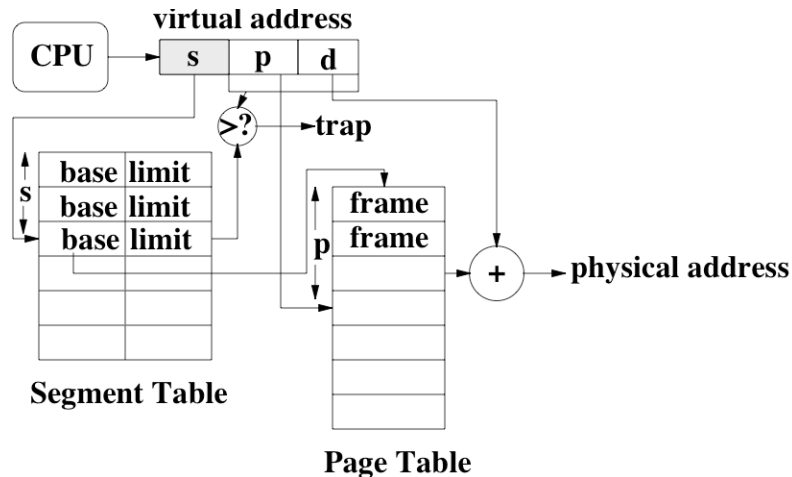 virtual address
CPU
s p d
>? trap
s
base limit
base limit
base limit
p
frame
frame
+ physical address
Segment Table
Page Table